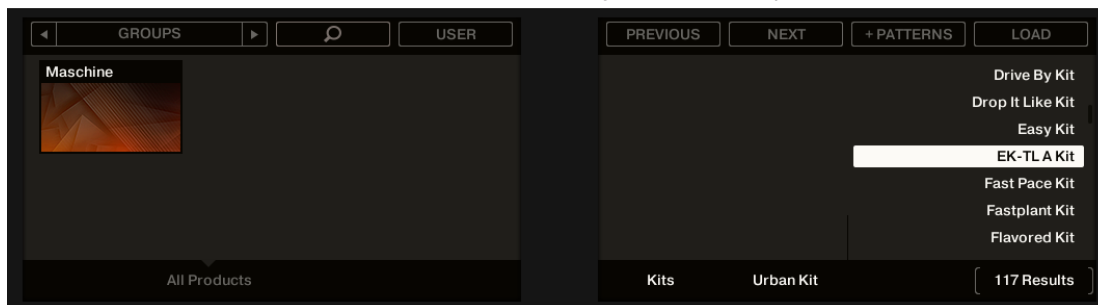 GROUPS
USER
PREVIOUS
NEXT
+ PATTERNS
LOAD
Maschine
Drive By Kit
Drop It Like Kit
Easy Kit
EK-TL A Kit
Fast Pace Kit
Fastplant Kit
Flavored Kit
All Products
Kits
Urban Kit
117 Results